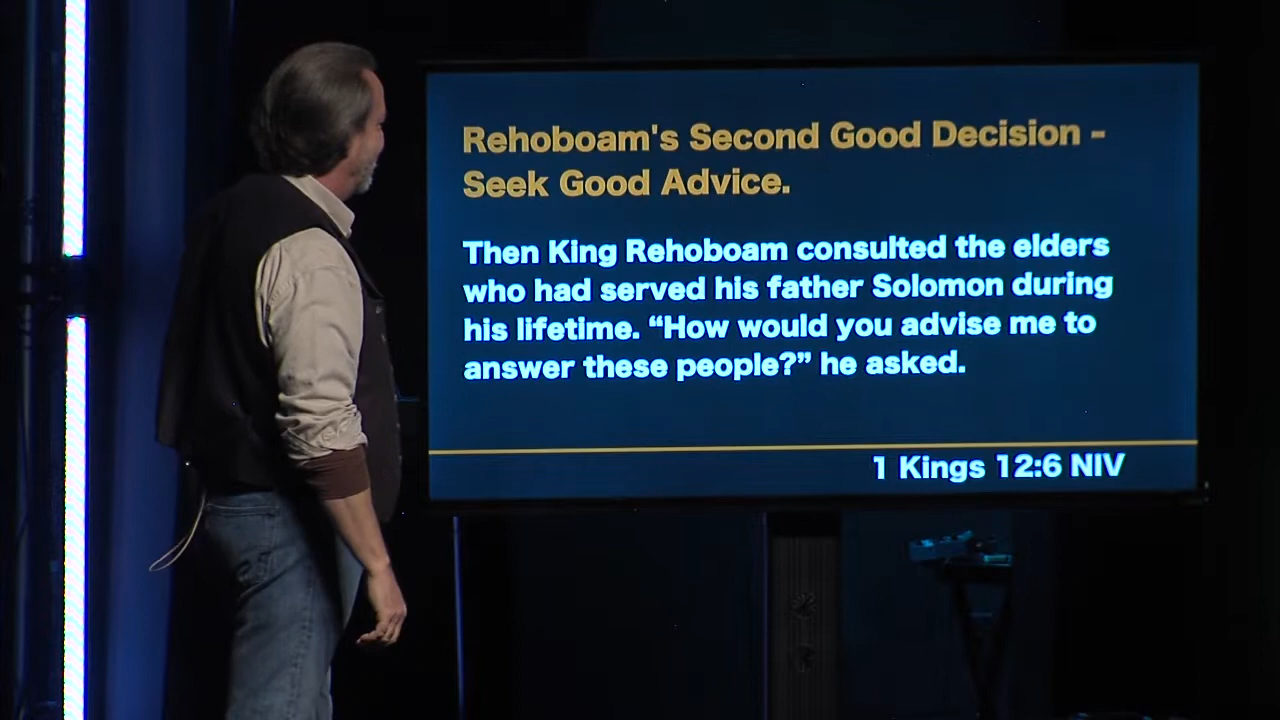 Rehoboam's Second Good Decision -
Seek Good Advice.
Then King Rehoboam consulted the elders
who had served his father Solomon during
his lifetime. “How would you advise me to
answer these people?” he asked.
1 Kings 12:6 NIV